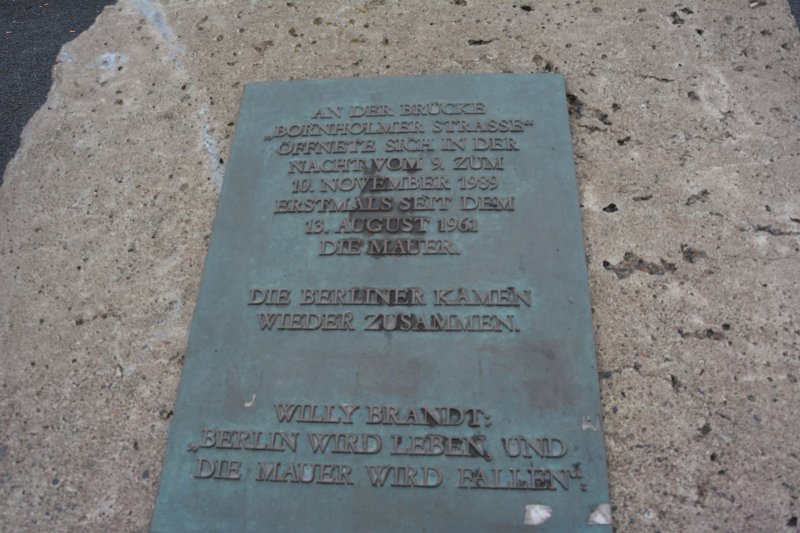 AN DER BRÜCKE
„BORNHOLMER STRASSE“
ÖFFNETE SICH IN DER
NACHT VOM 9. ZUM
10. NOVEMBER 1989
ERSTMALS SEIT DEM
13. AUGUST 1961
DIE MAUER.
DIE BERLINER KAMEN
WIEDER ZUSAMMEN.
WILLY BRANDT:
„BERLIN WIRD LEBEN, UND
DIE MAUER WIRD FALLEN“.